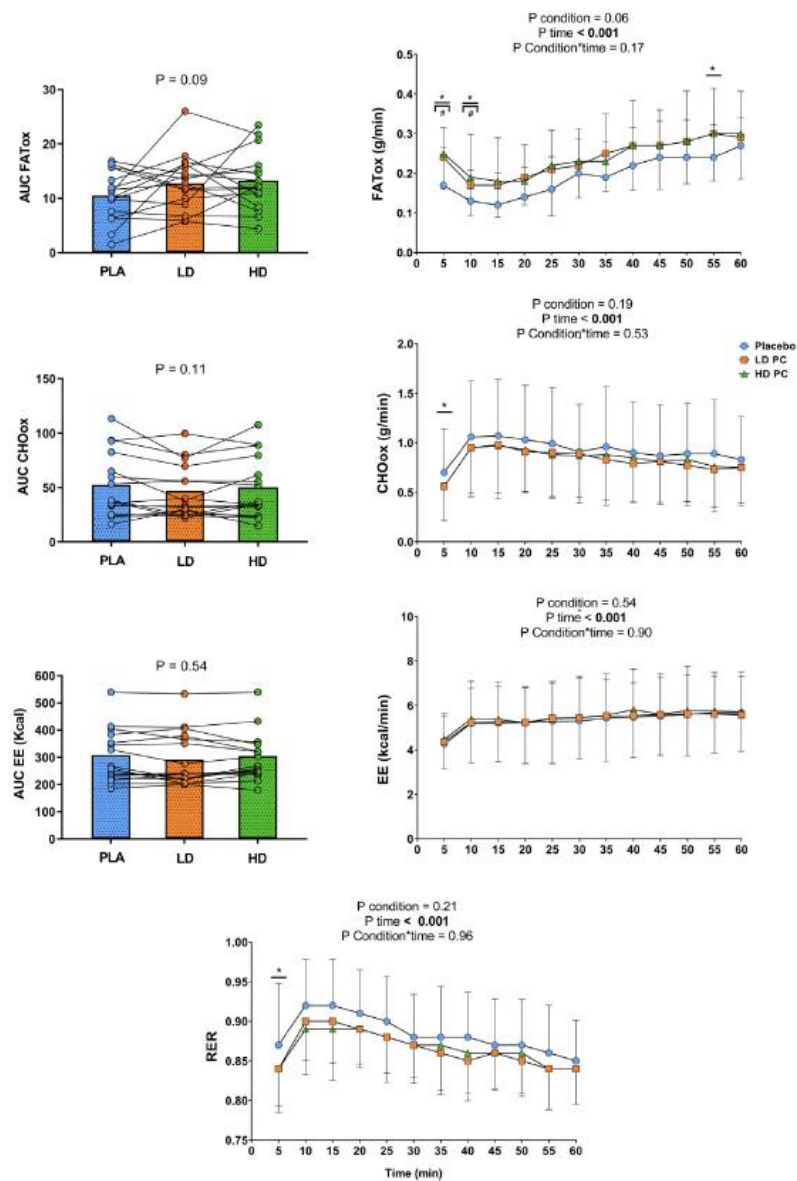 P = 0.09
AUC FATox
30
20
10
0
PLA LD HD
P condition = 0.06
P time < 0.001
P Condition*time = 0.17
FATox (g/min)
0.5
0.4
0.3
0.2
0.1
0.0
* * *
# #
0 5 10 15 20 25 30 35 40 45 50 55 60
P = 0.11
AUC CHOox
150
100
50
0
PLA LD HD
P condition = 0.19
P time < 0.001
P Condition*time = 0.53
Placebo
LD PC
HD PC
CHOox (g/min)
2.0
1.5
1.0
0.5
0.0
*
0 5 10 15 20 25 30 35 40 45 50 55 60
P = 0.54
AUC EE (Kcal)
600
500
400
300
200
100
0
PLA LD HD
P condition = 0.54
P time < 0.001
P Condition*time = 0.90
EE (kcal/min)
10
8
6
4
2
0
0 5 10 15 20 25 30 35 40 45 50 55 60
P condition = 0.21
P time < 0.001
P Condition*time = 0.96
RER
1.00
0.95
0.90
0.85
0.80
0.75
*
0 5 10 15 20 25 30 35 40 45 50 55 60
Time (min)